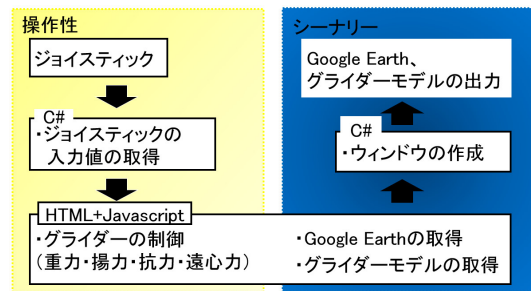 操作性
ジョイスティック
C#
・ジョイスティックの
入力値の取得
HTML+Javascript
・グライダーの制御
（重力・揚力・抗力・遠心力）
シーナリー
Google Earth、
グライダーモデルの出力
C#
・ウィンドウの作成
・Google Earthの取得
・グライダーモデルの取得